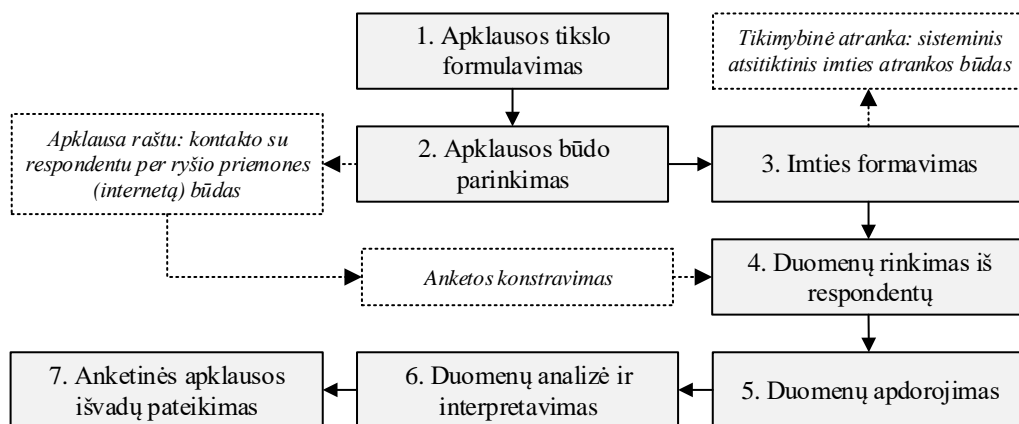 1. Apklausos tikslo
formulavimas
Tikimybinė atranka: sisteminis
atsitiktinis imties atrankos būdas
Apklausa raštu: kontakto su
respondentu per ryšio priemones
(internetą) būdas
2. Apklausos būdo
parinkimas
3. Imties formavimas
Anketos konstravimas
4. Duomenų rinkimas iš
respondentų
7. Anketinės apklausos
išvadų pateikimas
6. Duomenų analizė ir
interpretavimas
5. Duomenų apdorojimas